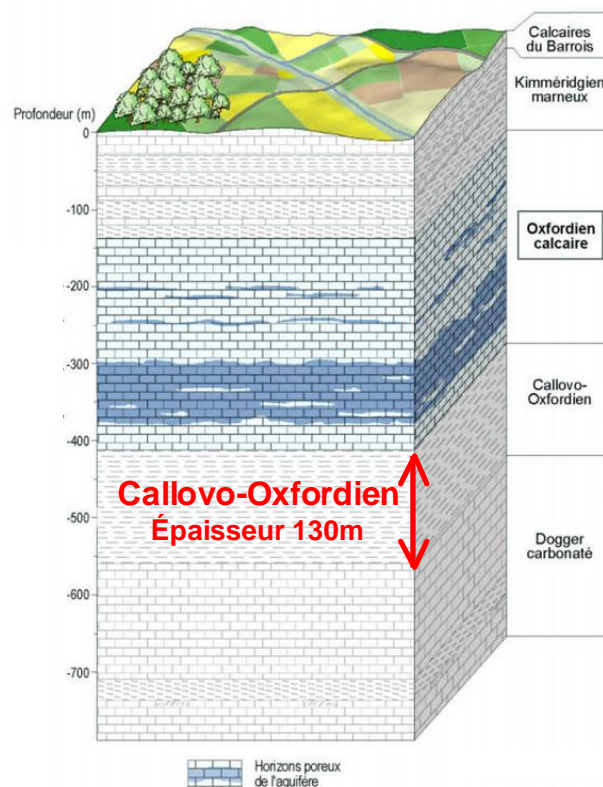 Calcaires
du Barrois
Kimméridgien
marneux
Profondeur (m)
0
-100
-200
-300
-400
-500
-600
-700
Oxfordien
calcaire
Callovo-
Oxfordien
Callovo-Oxfordien
Épaisseur 130m
Dogger
carbonaté
Horizons poreux
de l'aquifère